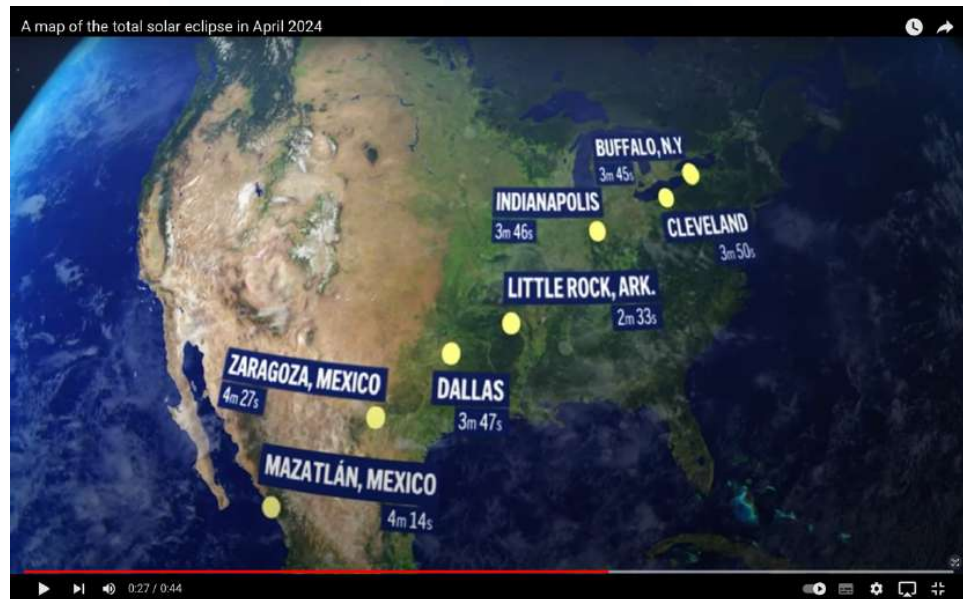 A map of the total solar eclipse in April 2024
BUFFALO, N.Y
3m 45s
INDIANAPOLIS
3m 46s
CLEVELAND
3m 50s
LITTLE ROCK, ARK.
2m 33s
ZARAGOZA, MEXICO
4m 27s
DALLAS
3m 47s
MAZATLÁN, MEXICO
4m 14s
0:27 / 0:44